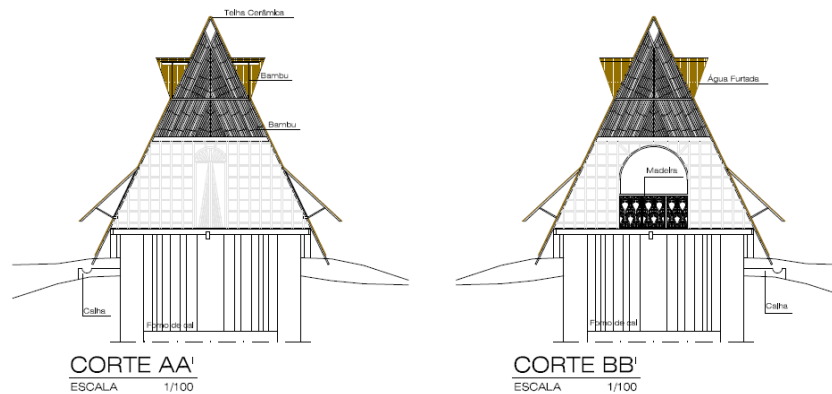 Telha Cerâmica
Bambu
Bambu
Calha
Forno de cal
CORTE AA'
ESCALA 1/100
Água Furtada
Madeira
Calha
Forno de cal
CORTE BB'
ESCALA 1/100